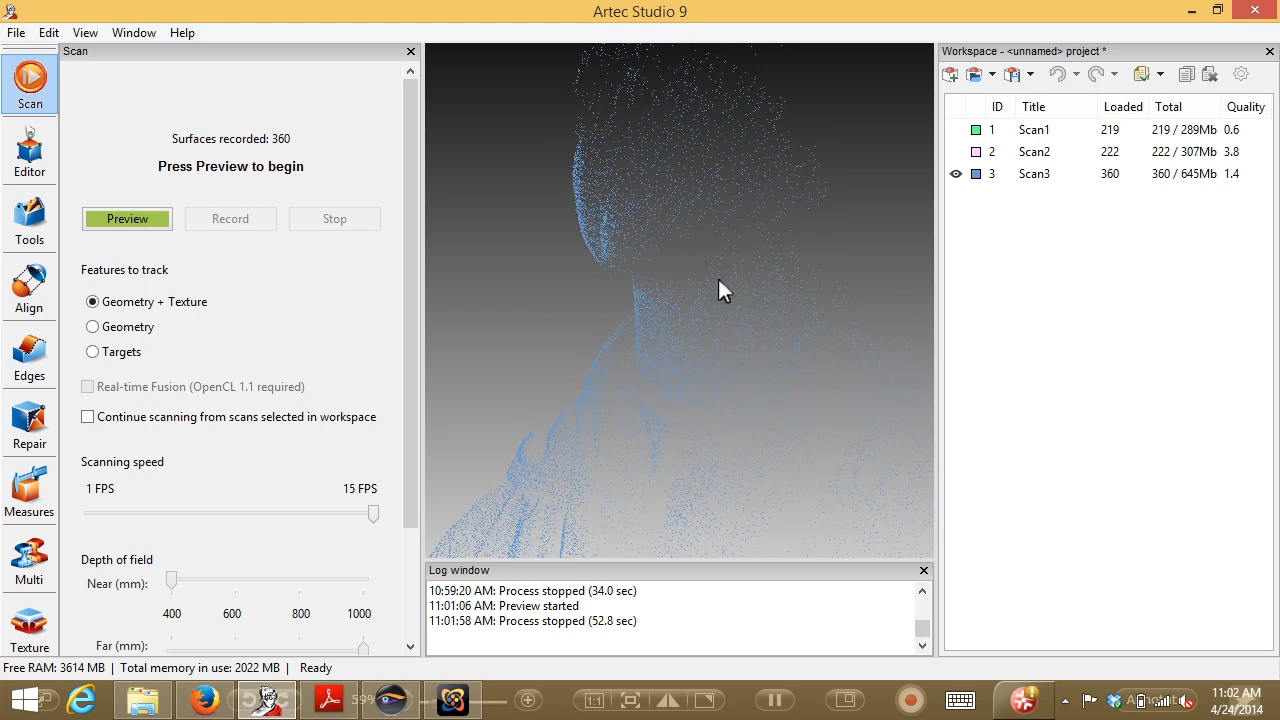 Artec Studio 9
File Edit View Window Help
Scan
Editor
Tools
Align
Edges
Repair
Measures
Multi
Texture
Scan
Surfaces recorded: 360
Press Preview to begin
Preview Record Stop
Features to track
Geometry + Texture
Geometry
Targets
Real-time Fusion (OpenCL 1.1 required)
Continue scanning from scans selected in workspace
Scanning speed
1 FPS 15 FPS
Depth of field
Near (mm):
400 600 800 1000
Far (mm):
Log window
10:59:20 AM: Process stopped (34.0 sec)
11:01:06 AM: Preview started
11:01:58 AM: Process stopped (52.8 sec)
Workspace - <unnamed> project *
ID Title Loaded Total Quality
1 Scan1 219 219 / 289Mb 0.6
2 Scan2 222 222 / 307Mb 3.8
3 Scan3 360 360 / 645Mb 1.4
Free RAM: 3614 MB | Total memory in use: 2022 MB | Ready
59%
1:1
11:02 AM
4/24/2014